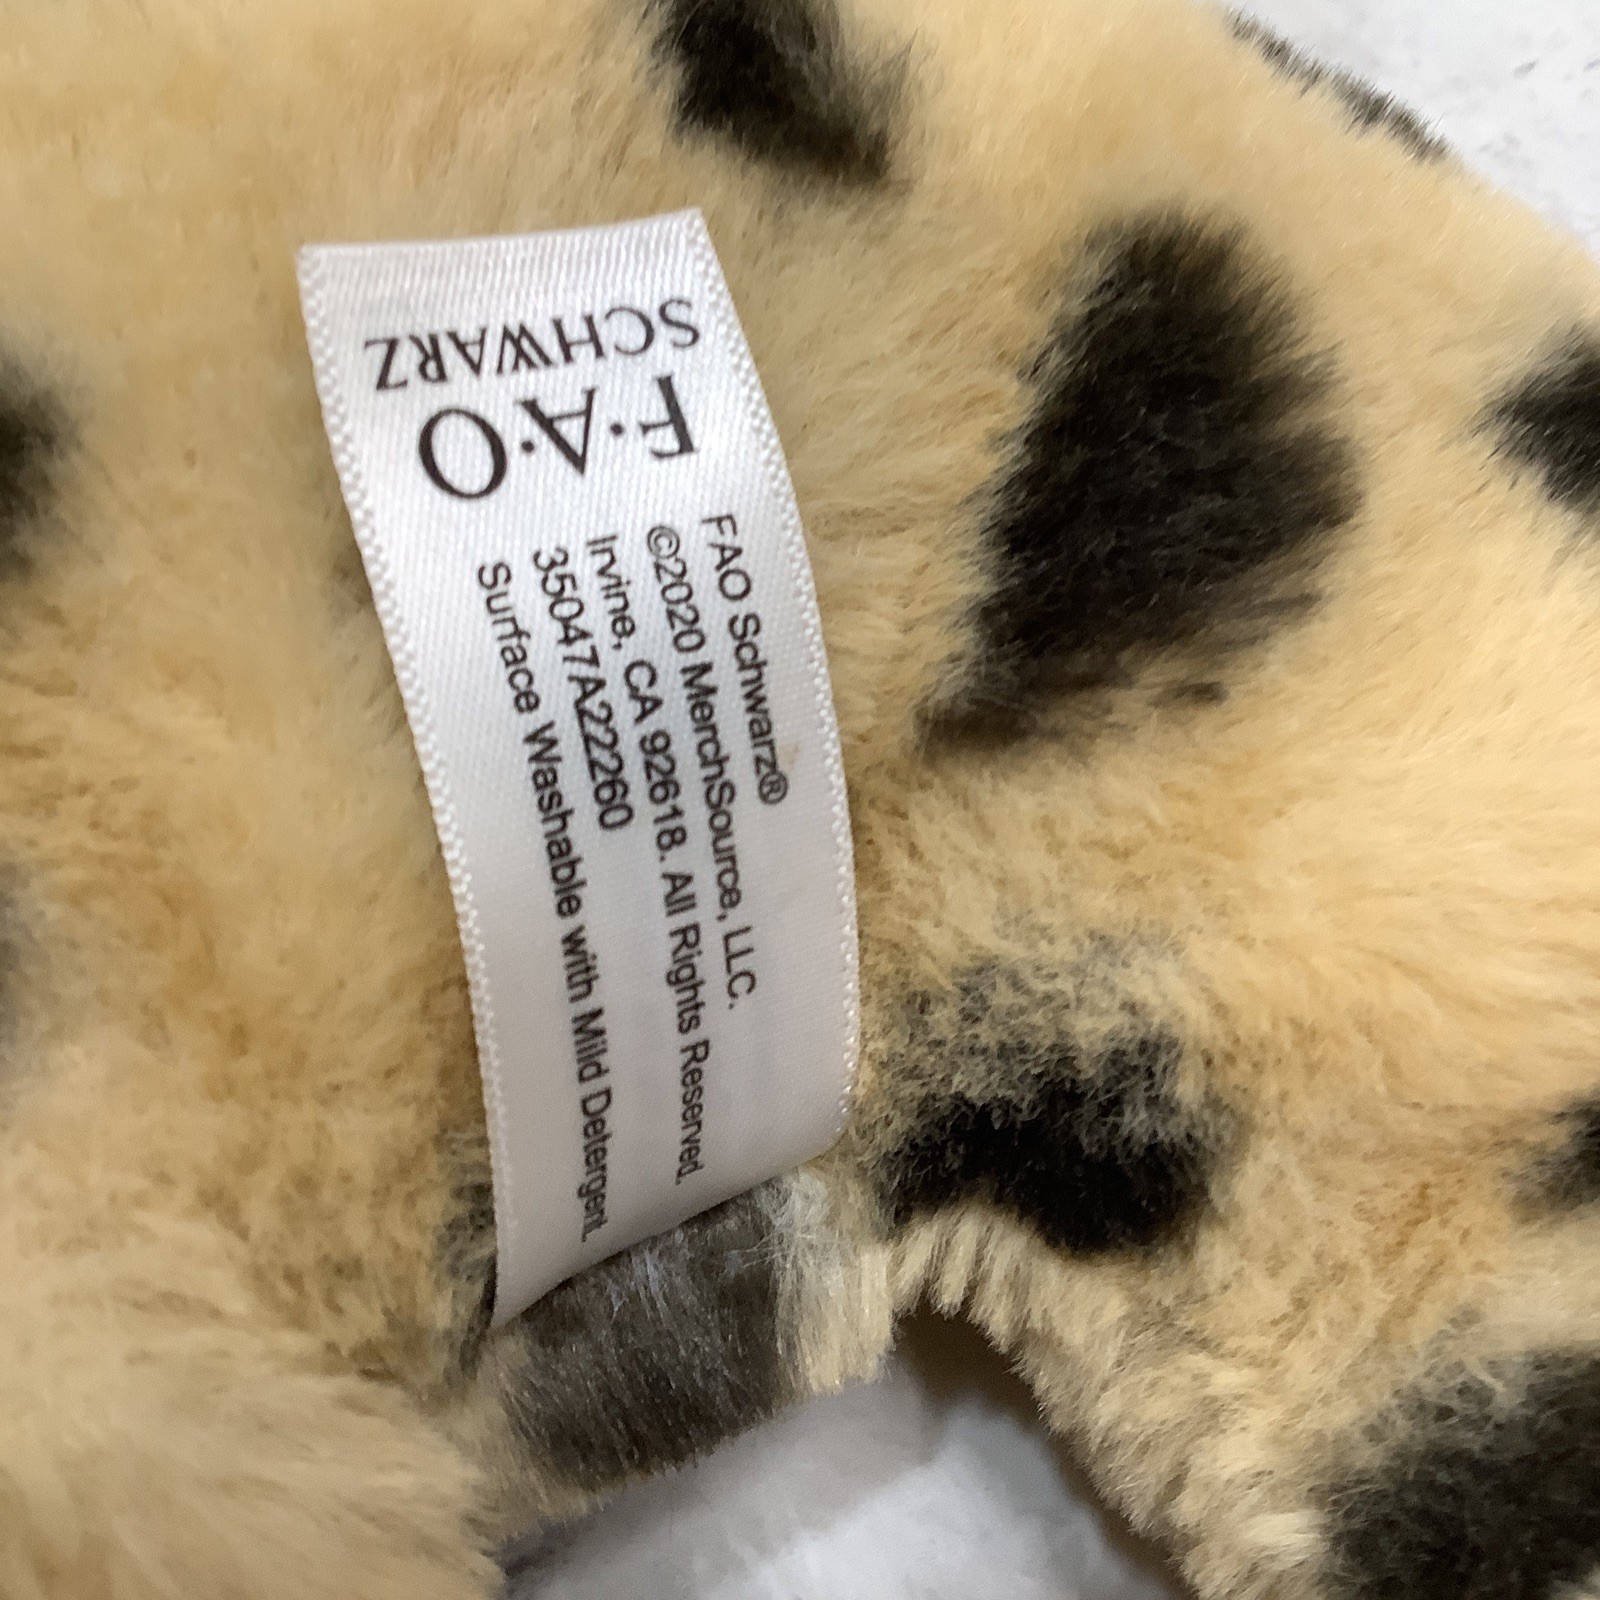 F·A·O
SCHWARZ
FAO Schwarz®
©2020 MerchSource, LLC.
Irvine, CA 92618. All Rights Reserved.
35047A22260
Surface Washable with Mild Detergent.